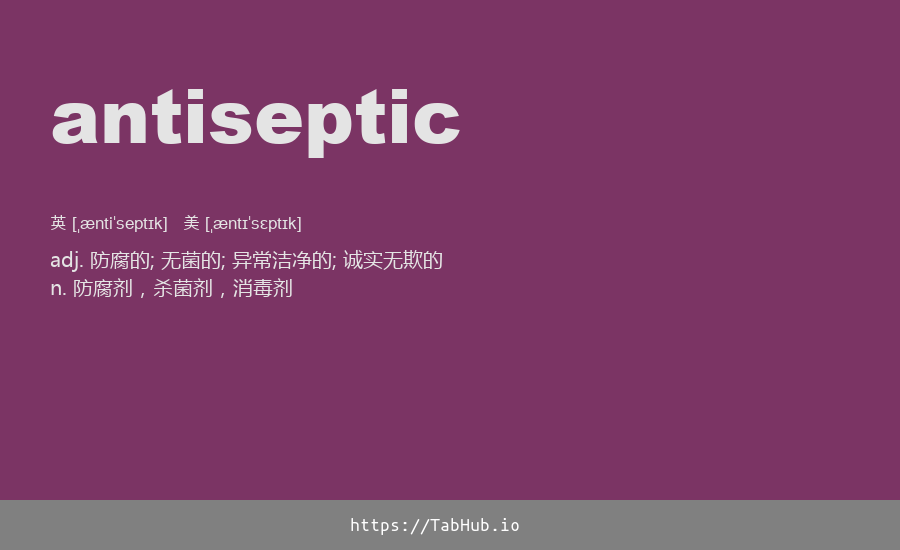 antiseptic
英 [ˌæntiˈseptɪk] 美 [ˌæntɪˈsɛptɪk]
adj. 防腐的; 无菌的; 异常洁净的; 诚实无欺的
n. 防腐剂，杀菌剂，消毒剂
https://TabHub.io